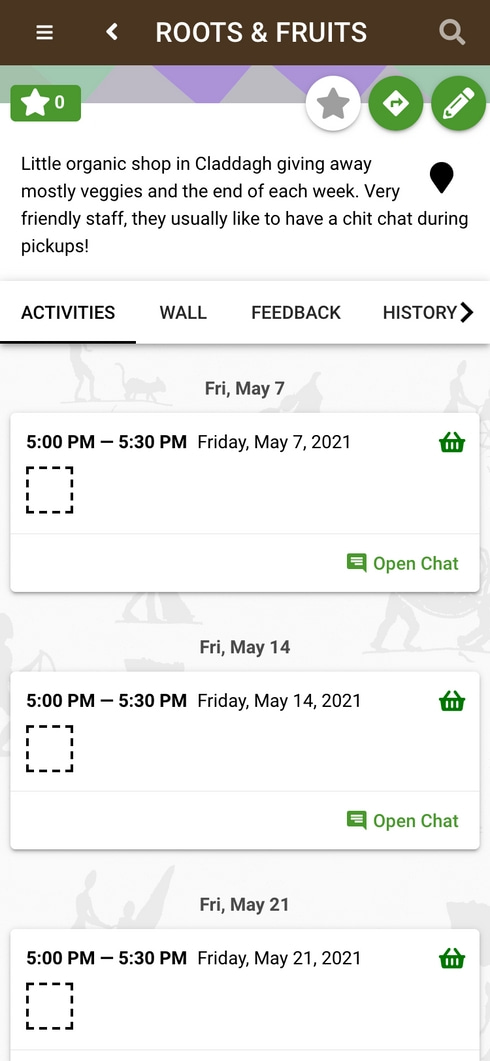 ROOTS & FRUITS
0
Little organic shop in Claddagh giving away
mostly veggies and the end of each week. Very
friendly staff, they usually like to have a chit chat during
pickups!
ACTIVITIES WALL FEEDBACK HISTORY
Fri, May 7
5:00 PM — 5:30 PM Friday, May 7, 2021
Open Chat
Fri, May 14
5:00 PM — 5:30 PM Friday, May 14, 2021
Open Chat
Fri, May 21
5:00 PM — 5:30 PM Friday, May 21, 2021